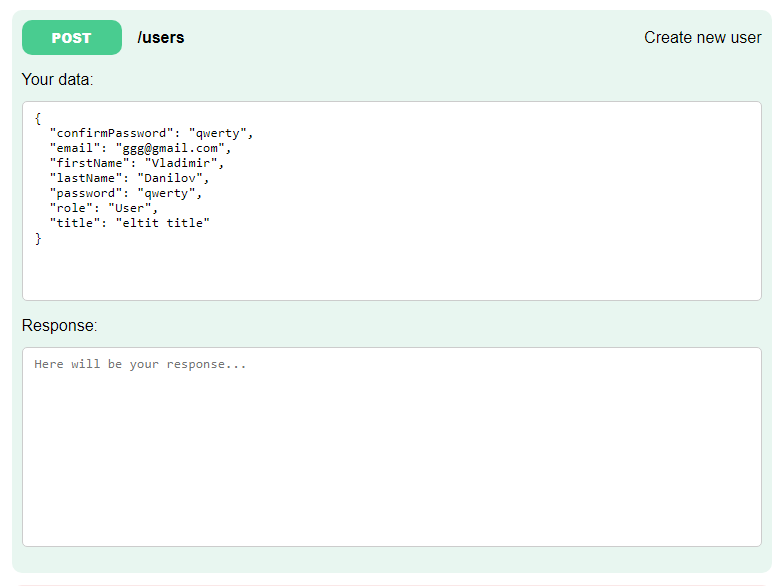 POST /users Create new user
Your data:
{
  "confirmPassword": "qwerty",
  "email": "ggg@gmail.com",
  "firstName": "Vladimir",
  "lastName": "Danilov",
  "password": "qwerty",
  "role": "User",
  "title": "eltit title"
}
Response:
Here will be your response...